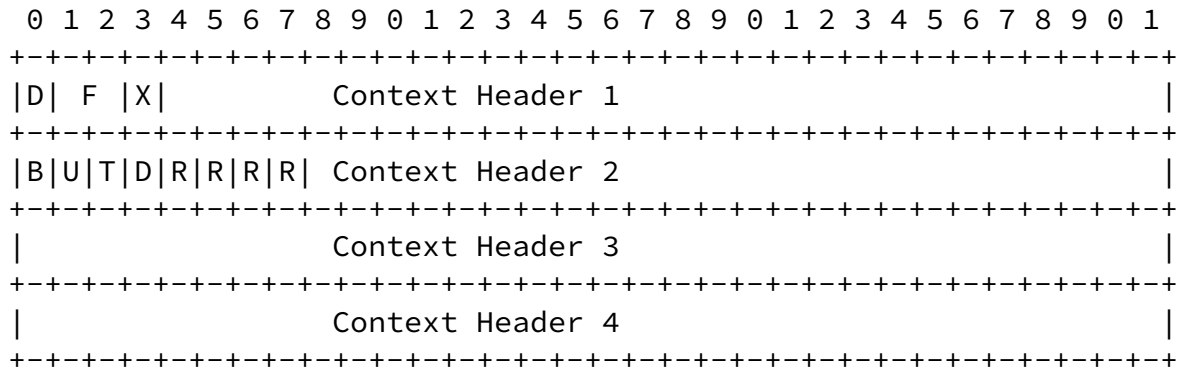 0 1 2 3 4 5 6 7 8 9 0 1 2 3 4 5 6 7 8 9 0 1 2 3 4 5 6 7 8 9 0 1
+-+-+-+-+-+-+-+-+-+-+-+-+-+-+-+-+-+-+-+-+-+-+-+-+-+-+-+-+-+-+-+-+
|D| F |X|         Context Header 1                              |
+-+-+-+-+-+-+-+-+-+-+-+-+-+-+-+-+-+-+-+-+-+-+-+-+-+-+-+-+-+-+-+-+
|B|U|T|D|R|R|R|R| Context Header 2                              |
+-+-+-+-+-+-+-+-+-+-+-+-+-+-+-+-+-+-+-+-+-+-+-+-+-+-+-+-+-+-+-+-+
|                 Context Header 3                              |
+-+-+-+-+-+-+-+-+-+-+-+-+-+-+-+-+-+-+-+-+-+-+-+-+-+-+-+-+-+-+-+-+
|                 Context Header 4                              |
+-+-+-+-+-+-+-+-+-+-+-+-+-+-+-+-+-+-+-+-+-+-+-+-+-+-+-+-+-+-+-+-+